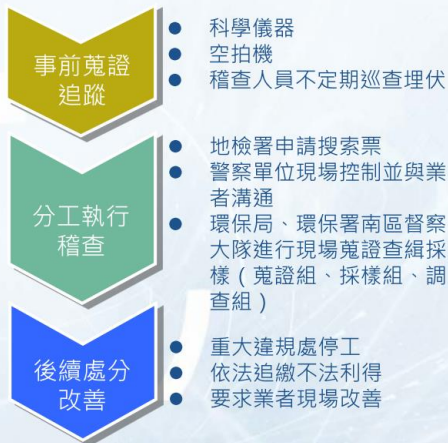 事前蒐證
追蹤
● 科學儀器
● 空拍機
● 稽查人員不定期巡查埋伏
分工執行
稽查
● 地檢署申請搜索票
● 警察單位現場控制並與業
者溝通
● 環保局、環保署南區督察
大隊進行現場蒐證查緝採
樣（蒐證組、採樣組、調
查組）
後續處分
改善
● 重大違規處停工
● 依法追繳不法利得
● 要求業者現場改善